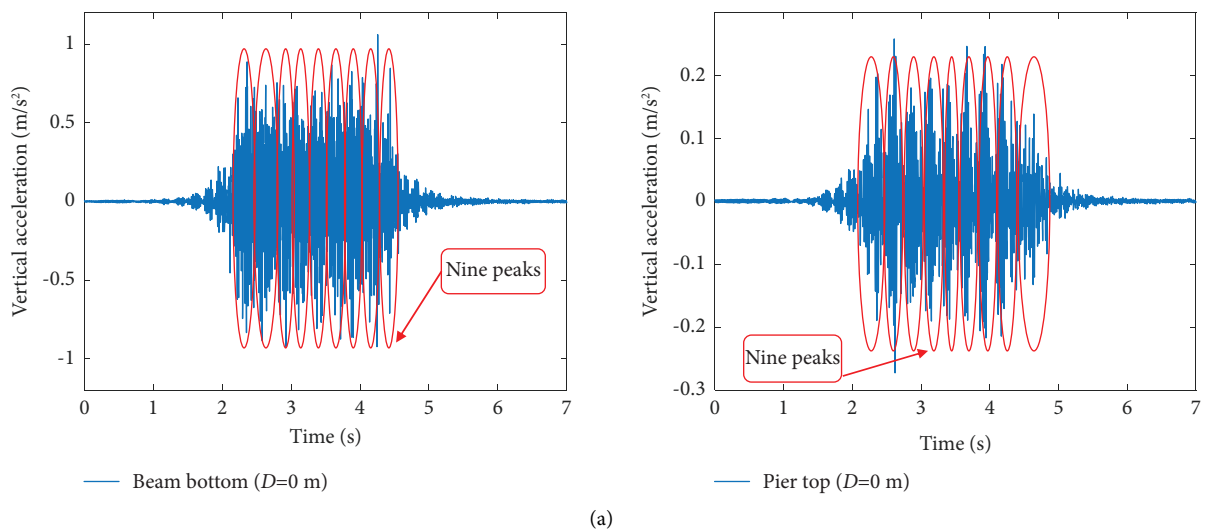 Vertical acceleration (m/s²)
1
0.5
0
-0.5
-1
Nine peaks
0 1 2 3 4 5 6 7
Time (s)
Beam bottom (D=0 m)
Vertical acceleration (m/s²)
0.2
0.1
0
-0.1
-0.2
-0.3
Nine peaks
0 1 2 3 4 5 6 7
Time (s)
Pier top (D=0 m)
(a)